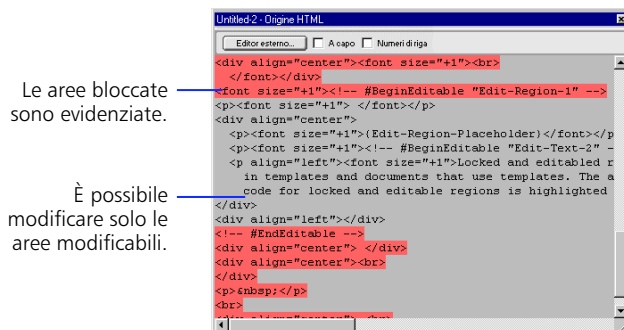 Untitled-2 - Origine HTML
Editor esterno... A capo Numeri di riga
<div align="center"><font size="+1"><br>
</font></div>
<font size="+1"><!-- #BeginEditable "Edit-Region-1" -->
<p><font size="+1"> </font></p>
<div align="center">
<p><font size="+1">(Edit-Region-Placeholder)</font></p
<p><font size="+1"><!-- #BeginEditable "Edit-Text-2" -
<p align="left"><font size="+1">Locked and editabled r
in templates and documents that use templates. The a
code for locked and editable regions is highlighted
</div>
<div align="left"></div>
<!-- #EndEditable -->
<div align="center"> </div>
<div align="center"><br>
</div>
<p>&nbsp;</p>
<br>
<div align="center"> <br>
Le aree bloccate
sono evidenziate.
È possibile
modificare solo le
aree modificabili.